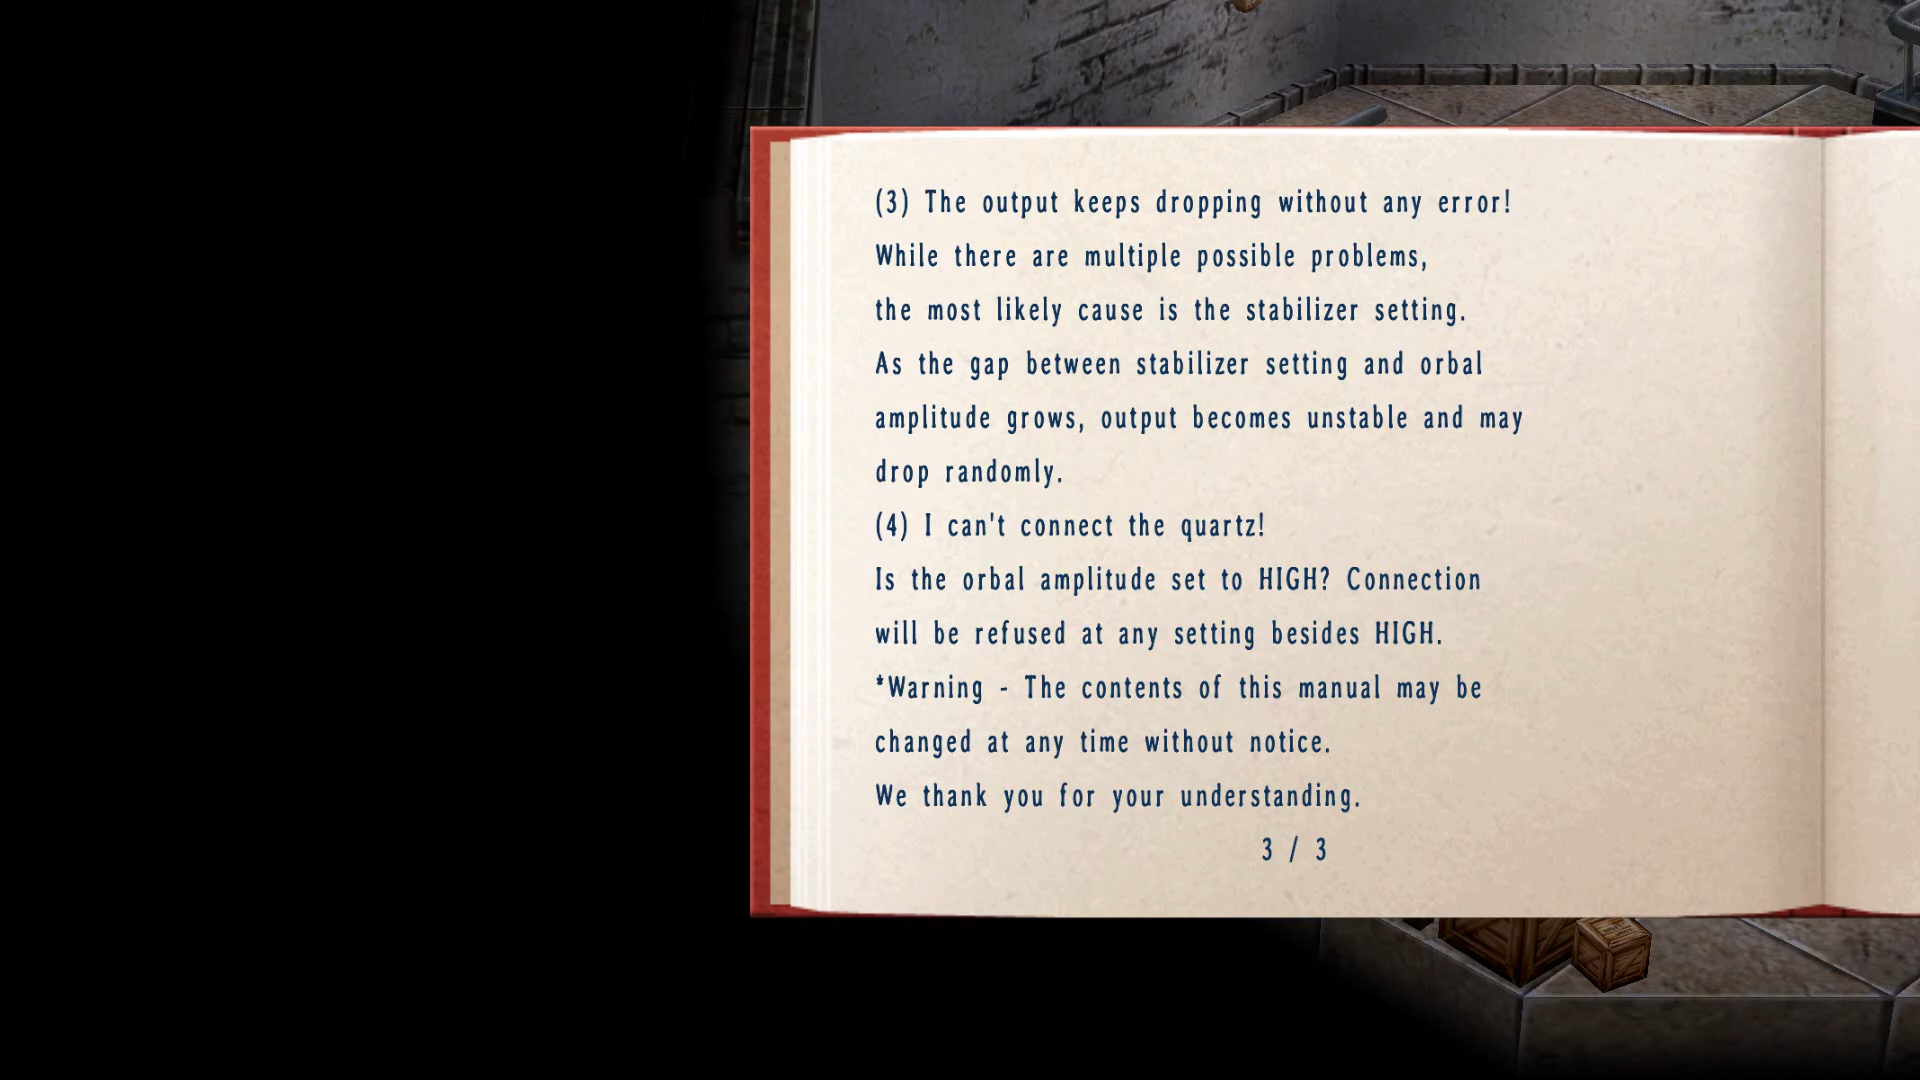 (3) The output keeps dropping without any error!
While there are multiple possible problems,
the most likely cause is the stabilizer setting.
As the gap between stabilizer setting and orbal
amplitude grows, output becomes unstable and may
drop randomly.
(4) I can't connect the quartz!
Is the orbal amplitude set to HIGH? Connection
will be refused at any setting besides HIGH.
*Warning - The contents of this manual may be
changed at any time without notice.
We thank you for your understanding.
3 / 3